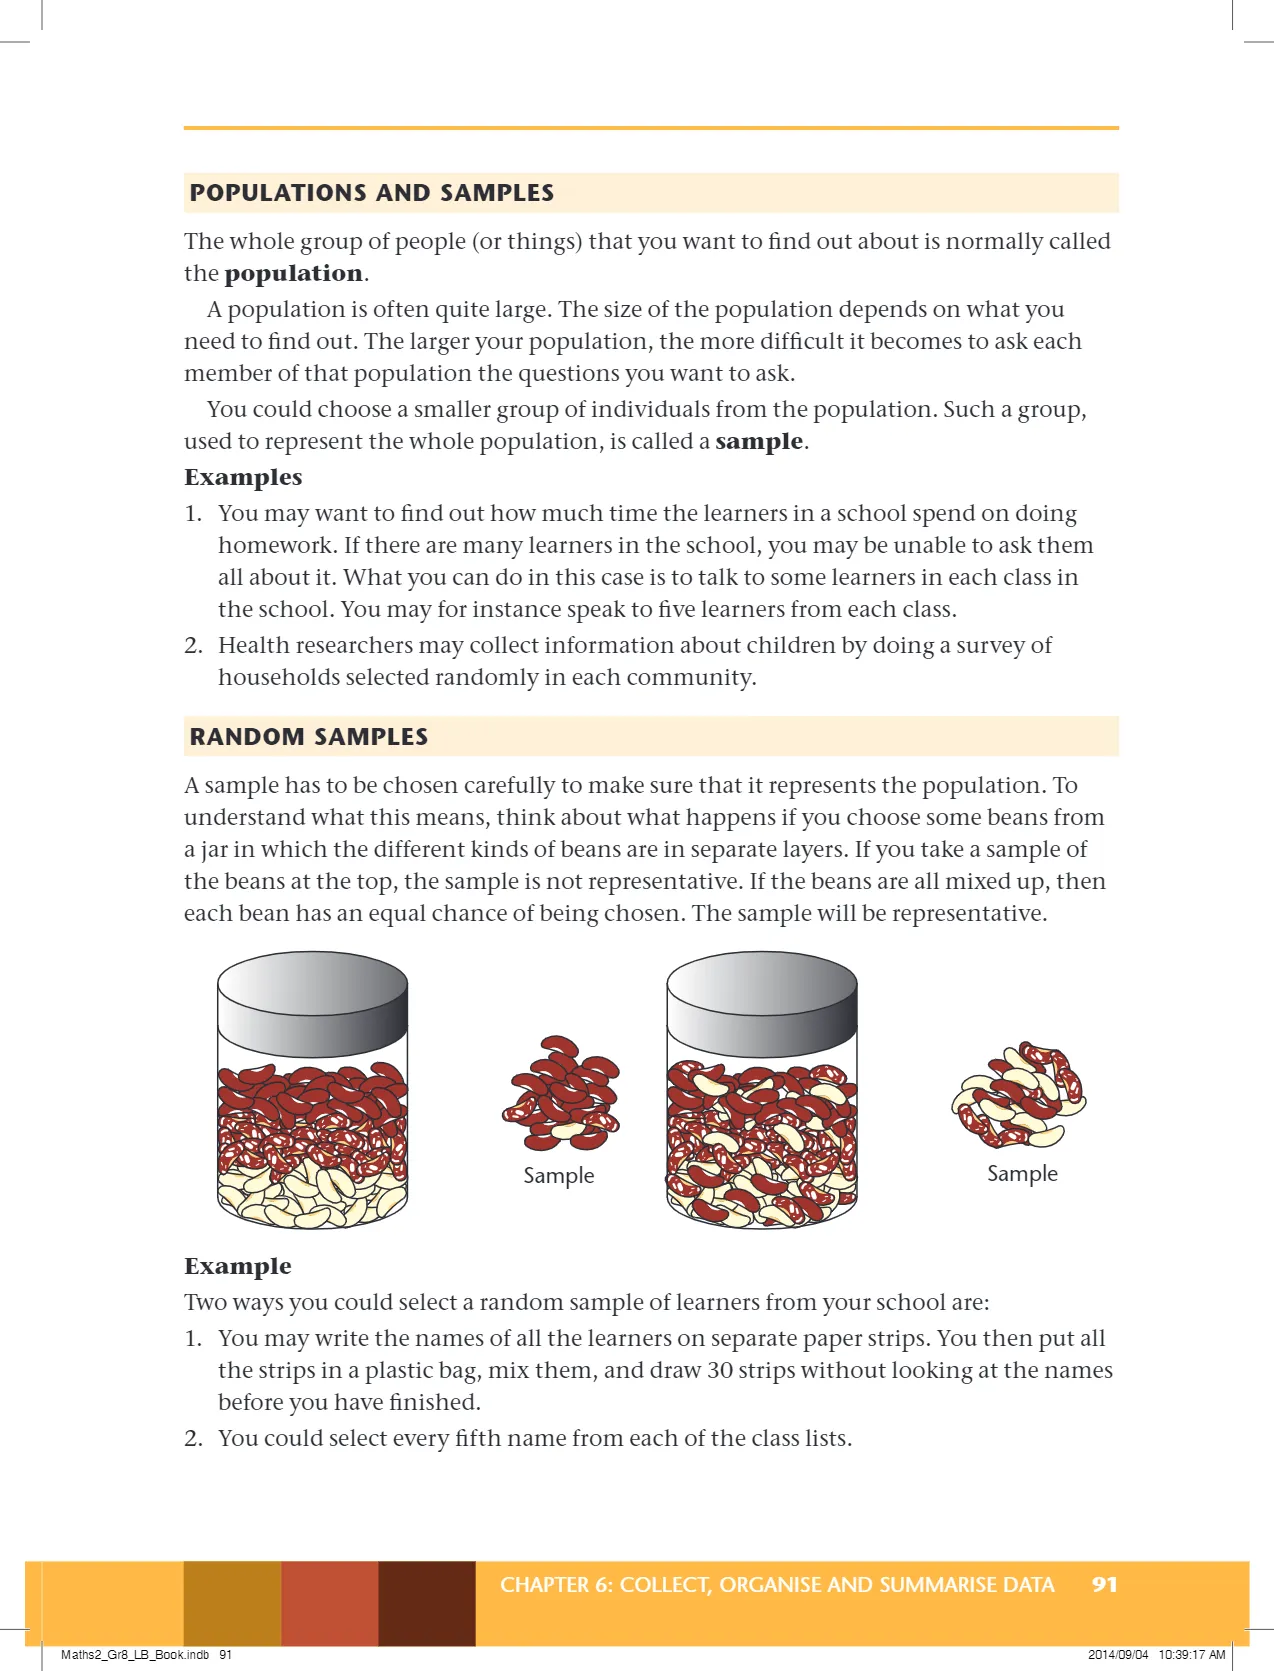 POPULATIONS AND SAMPLES
The whole group of people (or things) that you want to find out about is normally called
the population.
A population is often quite large. The size of the population depends on what you
need to find out. The larger your population, the more difficult it becomes to ask each
member of that population the questions you want to ask.
You could choose a smaller group of individuals from the population. Such a group,
used to represent the whole population, is called a sample.
Examples
1. You may want to find out how much time the learners in a school spend on doing
homework. If there are many learners in the school, you may be unable to ask them
all about it. What you can do in this case is to talk to some learners in each class in
the school. You may for instance speak to five learners from each class.
2. Health researchers may collect information about children by doing a survey of
households selected randomly in each community.
RANDOM SAMPLES
A sample has to be chosen carefully to make sure that it represents the population. To
understand what this means, think about what happens if you choose some beans from
a jar in which the different kinds of beans are in separate layers. If you take a sample of
the beans at the top, the sample is not representative. If the beans are all mixed up, then
each bean has an equal chance of being chosen. The sample will be representative.
Sample
Sample
Example
Two ways you could select a random sample of learners from your school are:
1. You may write the names of all the learners on separate paper strips. You then put all
the strips in a plastic bag, mix them, and draw 30 strips without looking at the names
before you have finished.
2. You could select every fifth name from each of the class lists.
CHAPTER 6: COLLECT, ORGANISE AND SUMMARISE DATA 91
Maths2_Gr8_LB_Book.indb 91 2014/09/04 10:39:17 AM